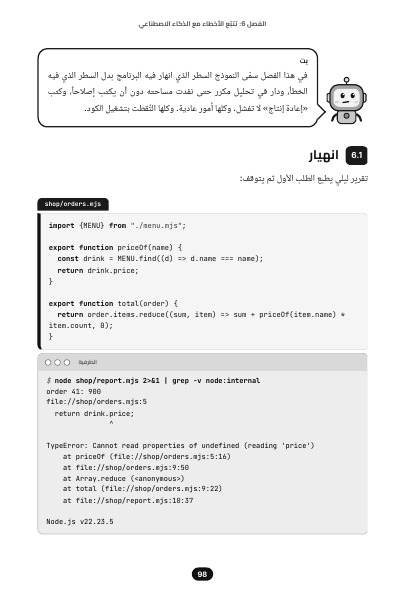 الفصل 6: تتبّع الأخطاء مع الذكاء الاصطناعي
بِت
في هذا الفصل سمّى النموذج السطر الذي انهار فيه البرنامج بدل السطر الذي فيه
الخطأ، ودار في تحليل مكرر حتى نفدت مساحته دون أن يكتب إصلاحاً، وكتب
«إعادة إنتاج» لا تفشل. وكلها أمور عادية. وكلها التُقطت بتشغيل الكود.
6.1 انهيار
تقرير ليلي يطبع الطلب الأول ثم يتوقف:
shop/orders.mjs
import {MENU} from "./menu.mjs";
export function priceOf(name) {
  const drink = MENU.find((d) => d.name === name);
  return drink.price;
}
export function total(order) {
  return order.items.reduce((sum, item) => sum + priceOf(item.name) *
item.count, 0);
}
الطرفية
$ node shop/report.mjs 2>&1 | grep -v node:internal
order 41: 900
file://shop/orders.mjs:5
  return drink.price;
               ^
TypeError: Cannot read properties of undefined (reading 'price')
    at priceOf (file://shop/orders.mjs:5:16)
    at file://shop/orders.mjs:9:50
    at Array.reduce (<anonymous>)
    at total (file://shop/orders.mjs:9:22)
    at file://shop/report.mjs:10:37
Node.js v22.23.5
98